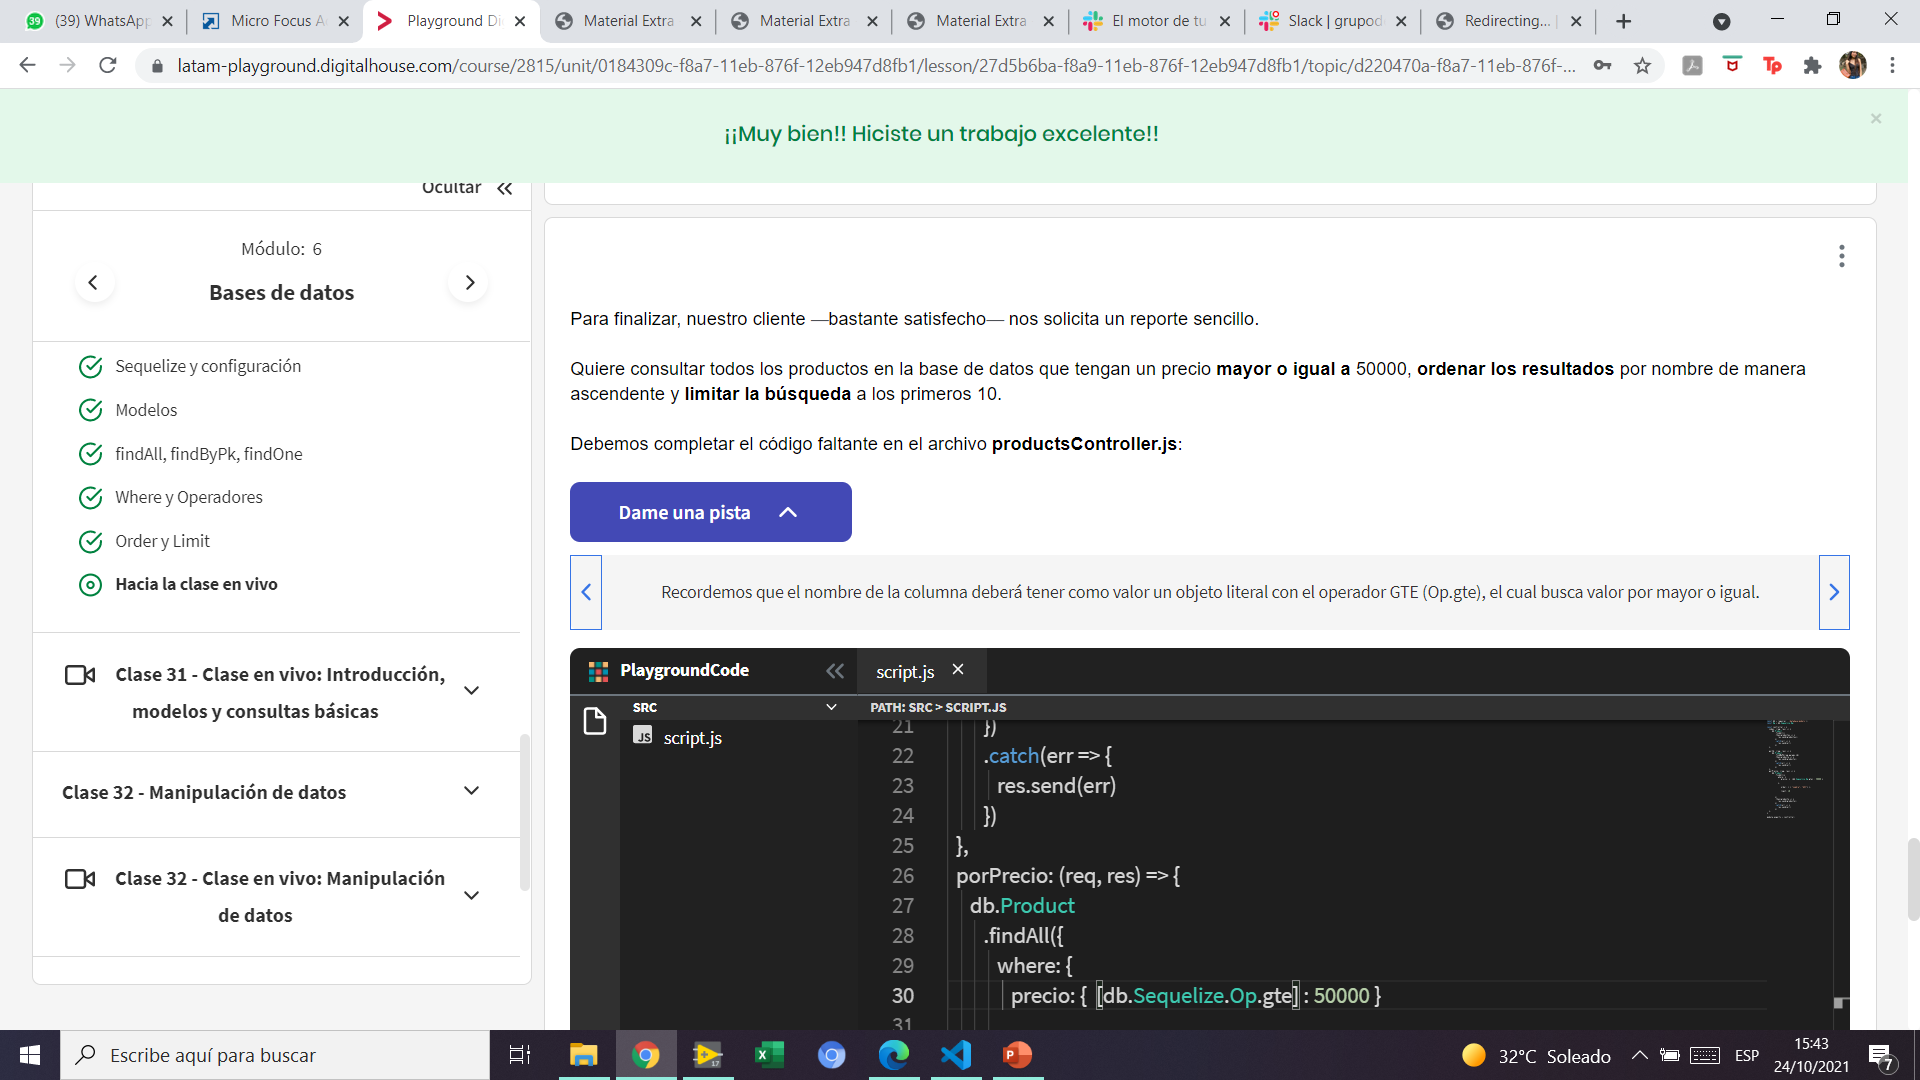 (39) WhatsApp
Micro Focus A
Playground Di
Material Extra
Material Extra
Material Extra
El motor de tu
Slack | grupod
Redirecting...
latam-playground.digitalhouse.com/course/2815/unit/0184309c-f8a7-11eb-876f-12eb947d8fb1/lesson/27d5b6ba-f8a9-11eb-876f-12eb947d8fb1/topic/d220470a-f8a7-11eb-876f-...
¡¡Muy bien!! Hiciste un trabajo excelente!!
Ocultar
Módulo: 6
Bases de datos
Sequelize y configuración
Modelos
findAll, findByPk, findOne
Where y Operadores
Order y Limit
Hacia la clase en vivo
Clase 31 - Clase en vivo: Introducción,
modelos y consultas básicas
Clase 32 - Manipulación de datos
Clase 32 - Clase en vivo: Manipulación
de datos
Para finalizar, nuestro cliente —bastante satisfecho— nos solicita un reporte sencillo.
Quiere consultar todos los productos en la base de datos que tengan un precio mayor o igual a 50000, ordenar los resultados por nombre de manera
ascendente y limitar la búsqueda a los primeros 10.
Debemos completar el código faltante en el archivo productsController.js:
Dame una pista
Recordemos que el nombre de la columna deberá tener como valor un objeto literal con el operador GTE (Op.gte), el cual busca valor por mayor o igual.
PlaygroundCode
script.js
SRC
JS script.js
PATH: SRC > SCRIPT.JS
21 })
22 .catch(err => {
23 res.send(err)
24 })
25 },
26 porPrecio: (req, res) => {
27 db.Product
28 .findAll({
29 where: {
30 precio: { [db.Sequelize.Op.gte] : 50000 }
31
Escribe aquí para buscar
32°C Soleado
ESP
15:43
24/10/2021
7